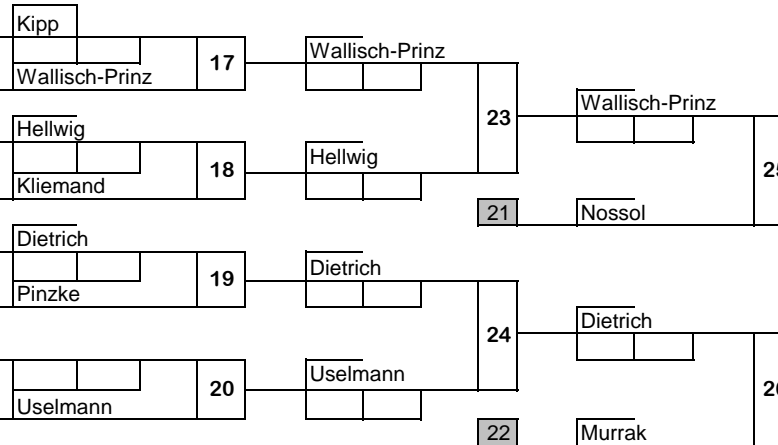 Kipp
17
Wallisch-Prinz
Wallisch-Prinz
23
Wallisch-Prinz
Hellwig
18
Hellwig
Kliemand
21
Nossol
Dietrich
19
Dietrich
Pinzke
24
Dietrich
20
Uselmann
Uselmann
22
Murrak